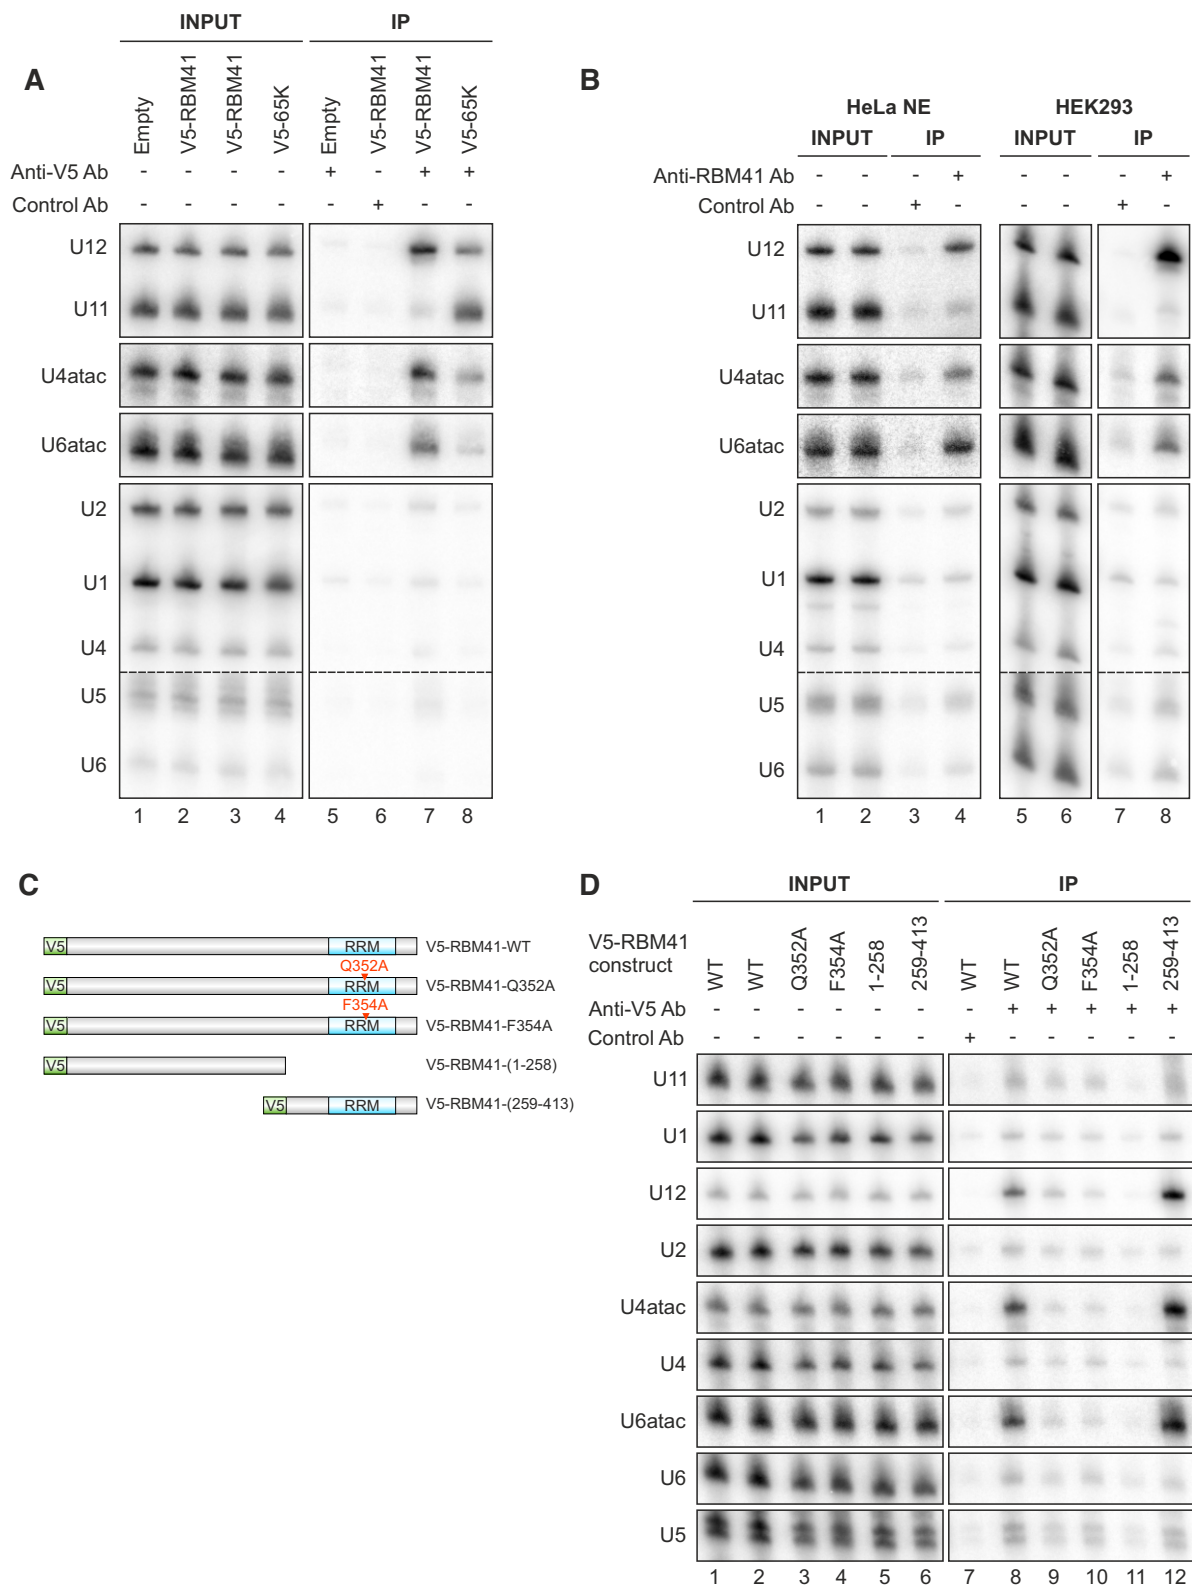 A
INPUT IP
Empty V5-RBM41 V5-RBM41 V5-65K Empty V5-RBM41 V5-RBM41 V5-65K
Anti-V5 Ab - - - - + - + +
Control Ab - - - - - + - -
U12
U11
U4atac
U6atac
U2
U1
U4
U5
U6
1 2 3 4 5 6 7 8
B
HeLa NE HEK293
INPUT IP INPUT IP
Anti-RBM41 Ab - - - + - - - +
Control Ab - - + - - - + -
U12
U11
U4atac
U6atac
U2
U1
U4
U5
U6
1 2 3 4 5 6 7 8
C
V5 RRM V5-RBM41-WT
Q352A
V5 RRM V5-RBM41-Q352A
F354A
V5 RRM V5-RBM41-F354A
V5 V5-RBM41-(1-258)
V5 RRM V5-RBM41-(259-413)
D
INPUT IP
V5-RBM41
construct
WT WT Q352A F354A 1-258 259-413 WT WT Q352A F354A 1-258 259-413
Anti-V5 Ab - - - - - - - + + + + +
Control Ab - - - - - - + - - - - -
U11
U1
U12
U2
U4atac
U4
U6atac
U6
U5
1 2 3 4 5 6 7 8 9 10 11 12